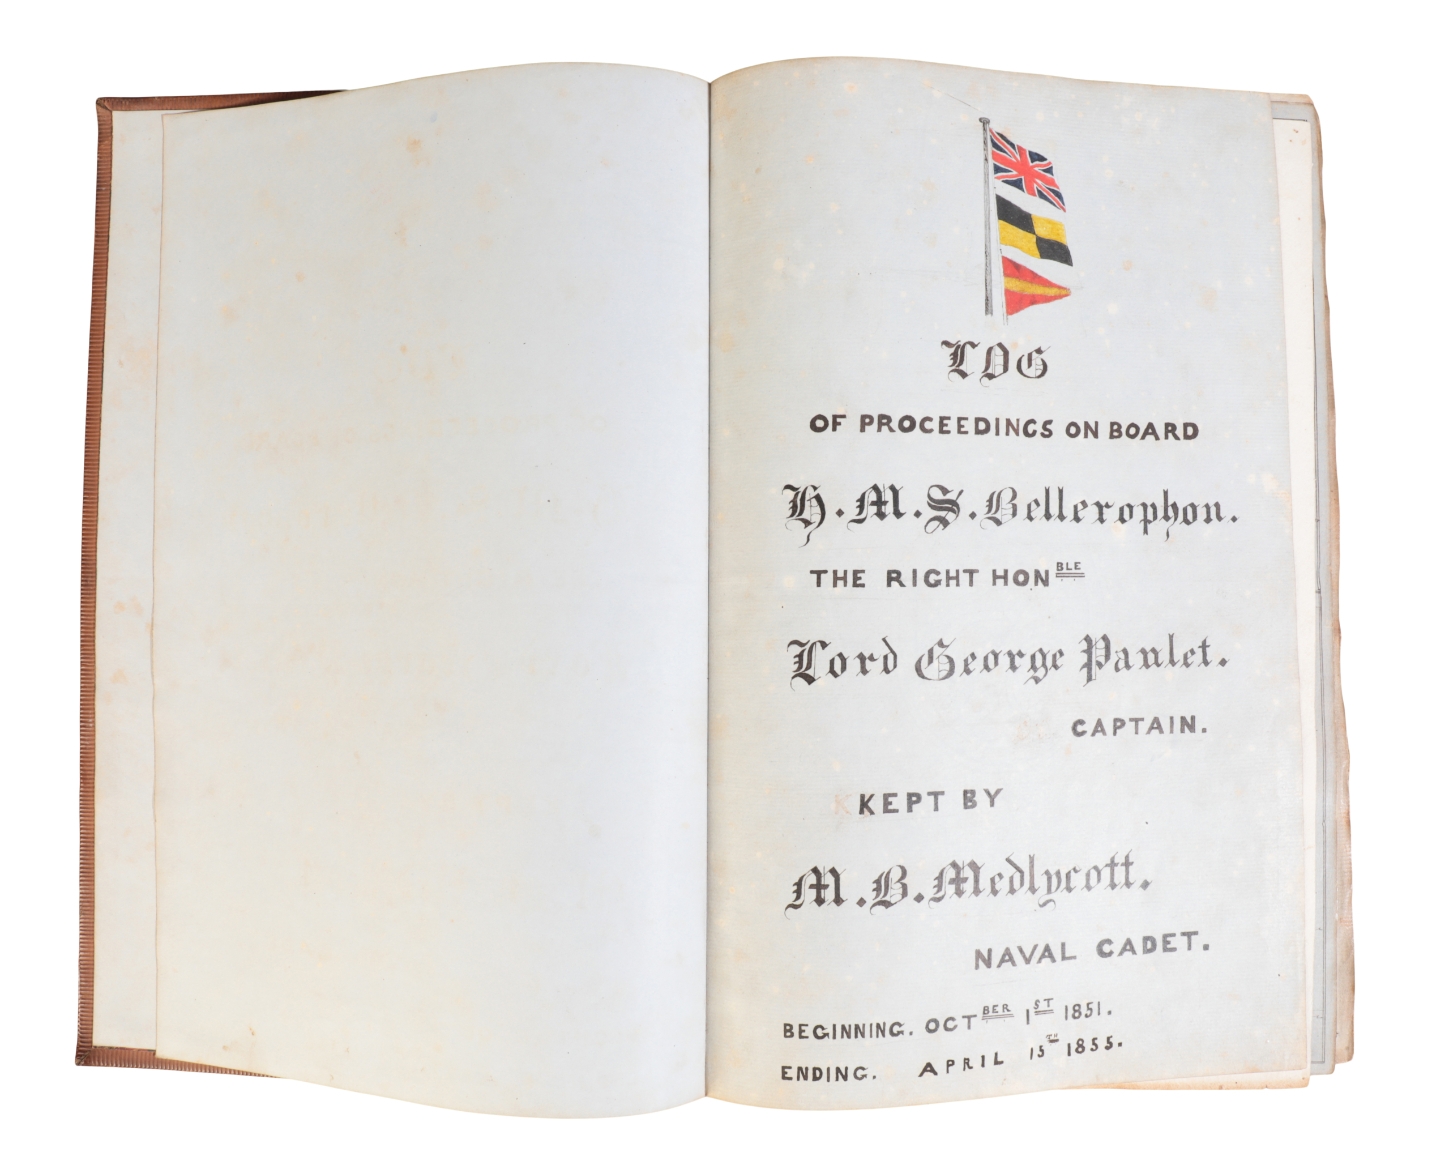 LOG
OF PROCEEDINGS ON BOARD
H.M.S. Bellerophon.
THE RIGHT HONBLE
Lord George Paulet.
CAPTAIN.
KEPT BY
M.B. Medlycott.
NAVAL CADET.
BEGINNING. OCTBER 1ST 1851.
ENDING. APRIL 15TH 1855.